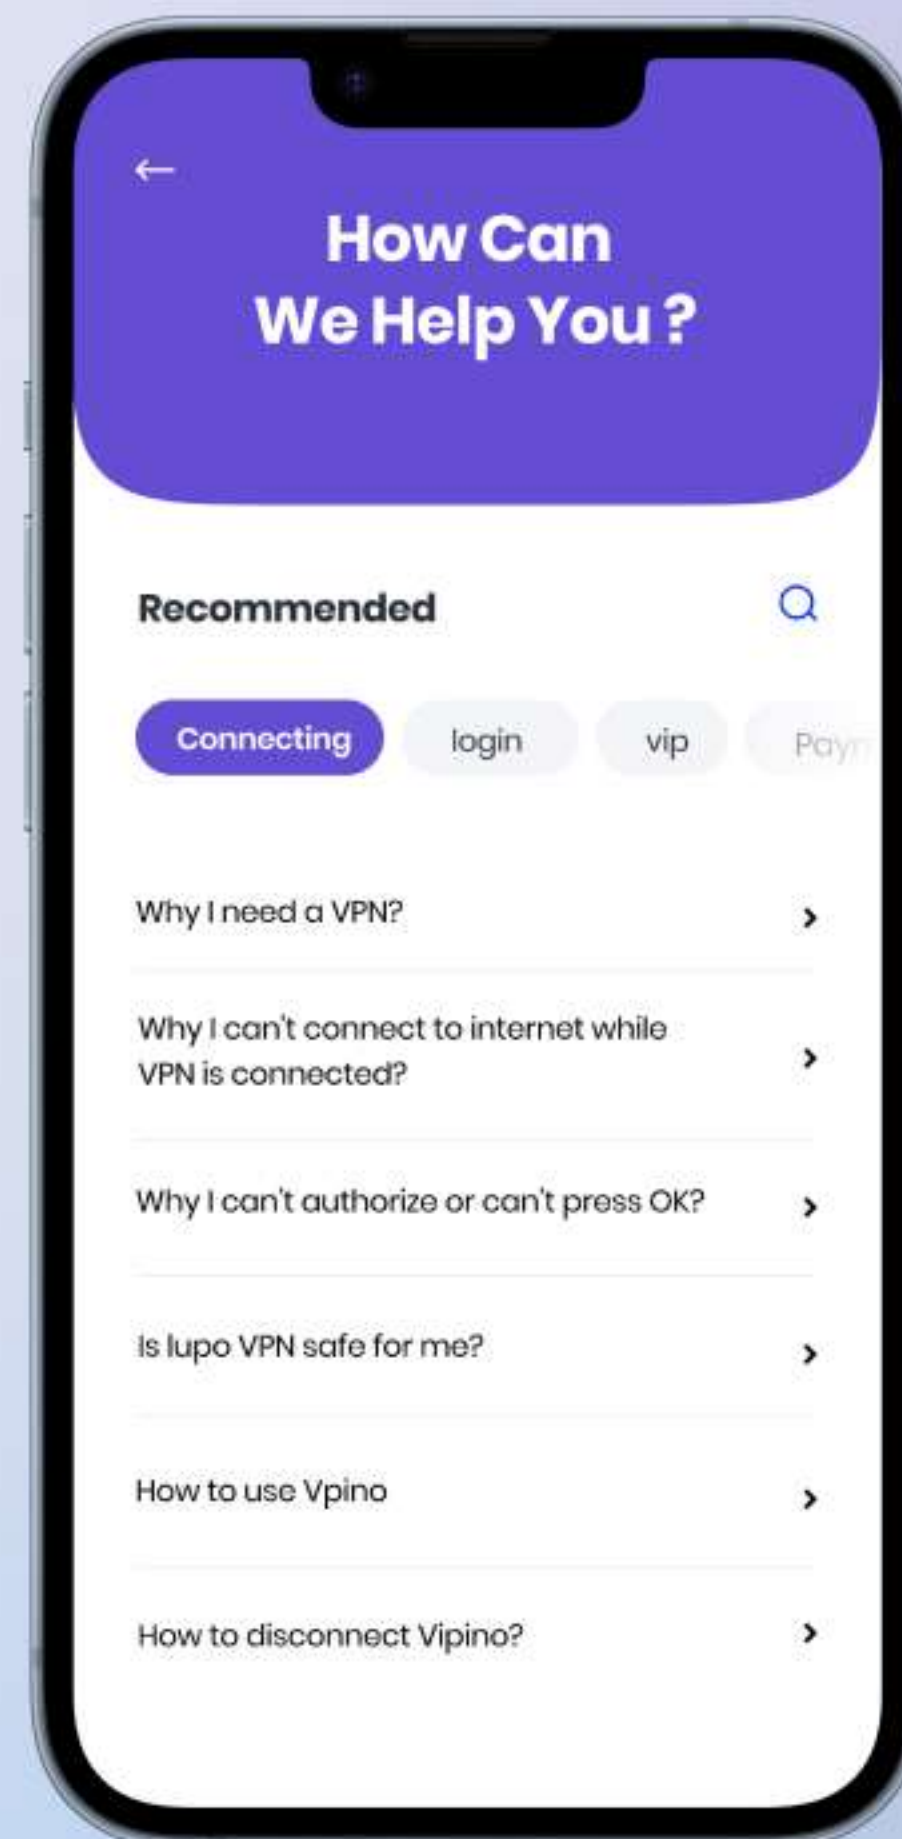 How Can
We Help You ?
Recommended
Connecting
login
vip
Why I need a VPN?
Why I can't connect to internet while
VPN is connected?
Why I can't authorize or can't press OK?
Is lupo VPN safe for me?
How to use Vpino
How to disconnect Vipino?